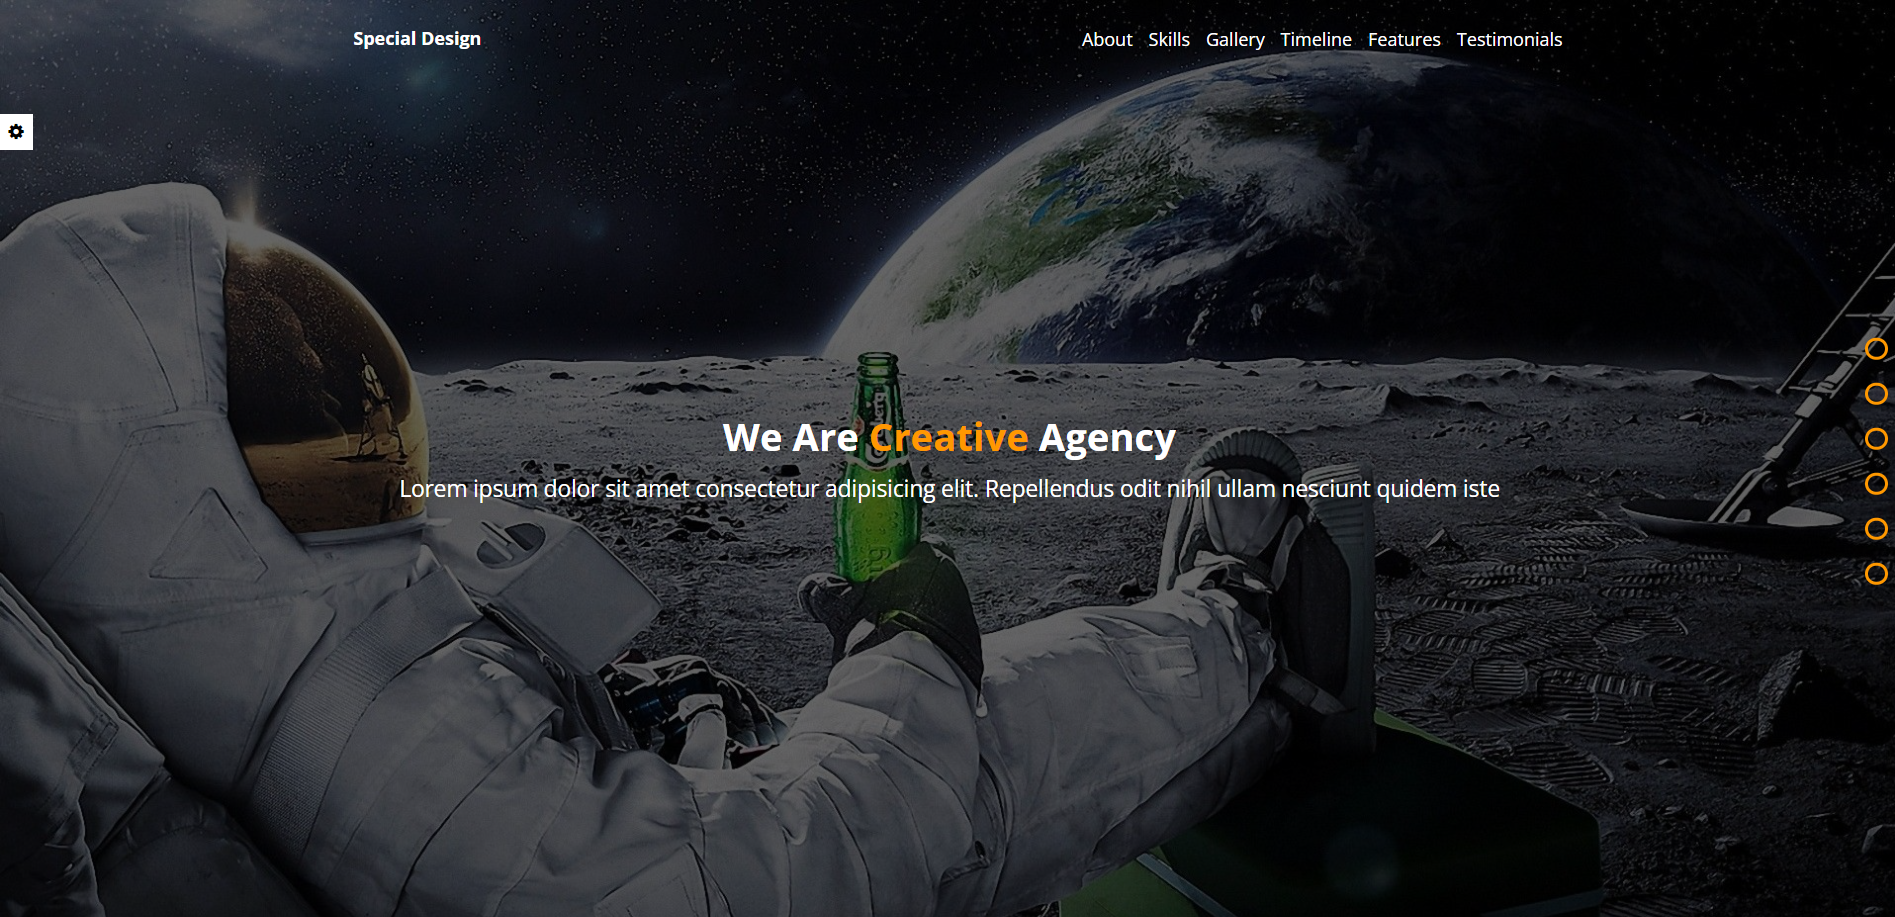 Special Design
About Skills Gallery Timeline Features Testimonials
We Are Creative Agency
Lorem ipsum dolor sit amet consectetur adipisicing elit. Repellendus odit nihil ullam nesciunt quidem iste